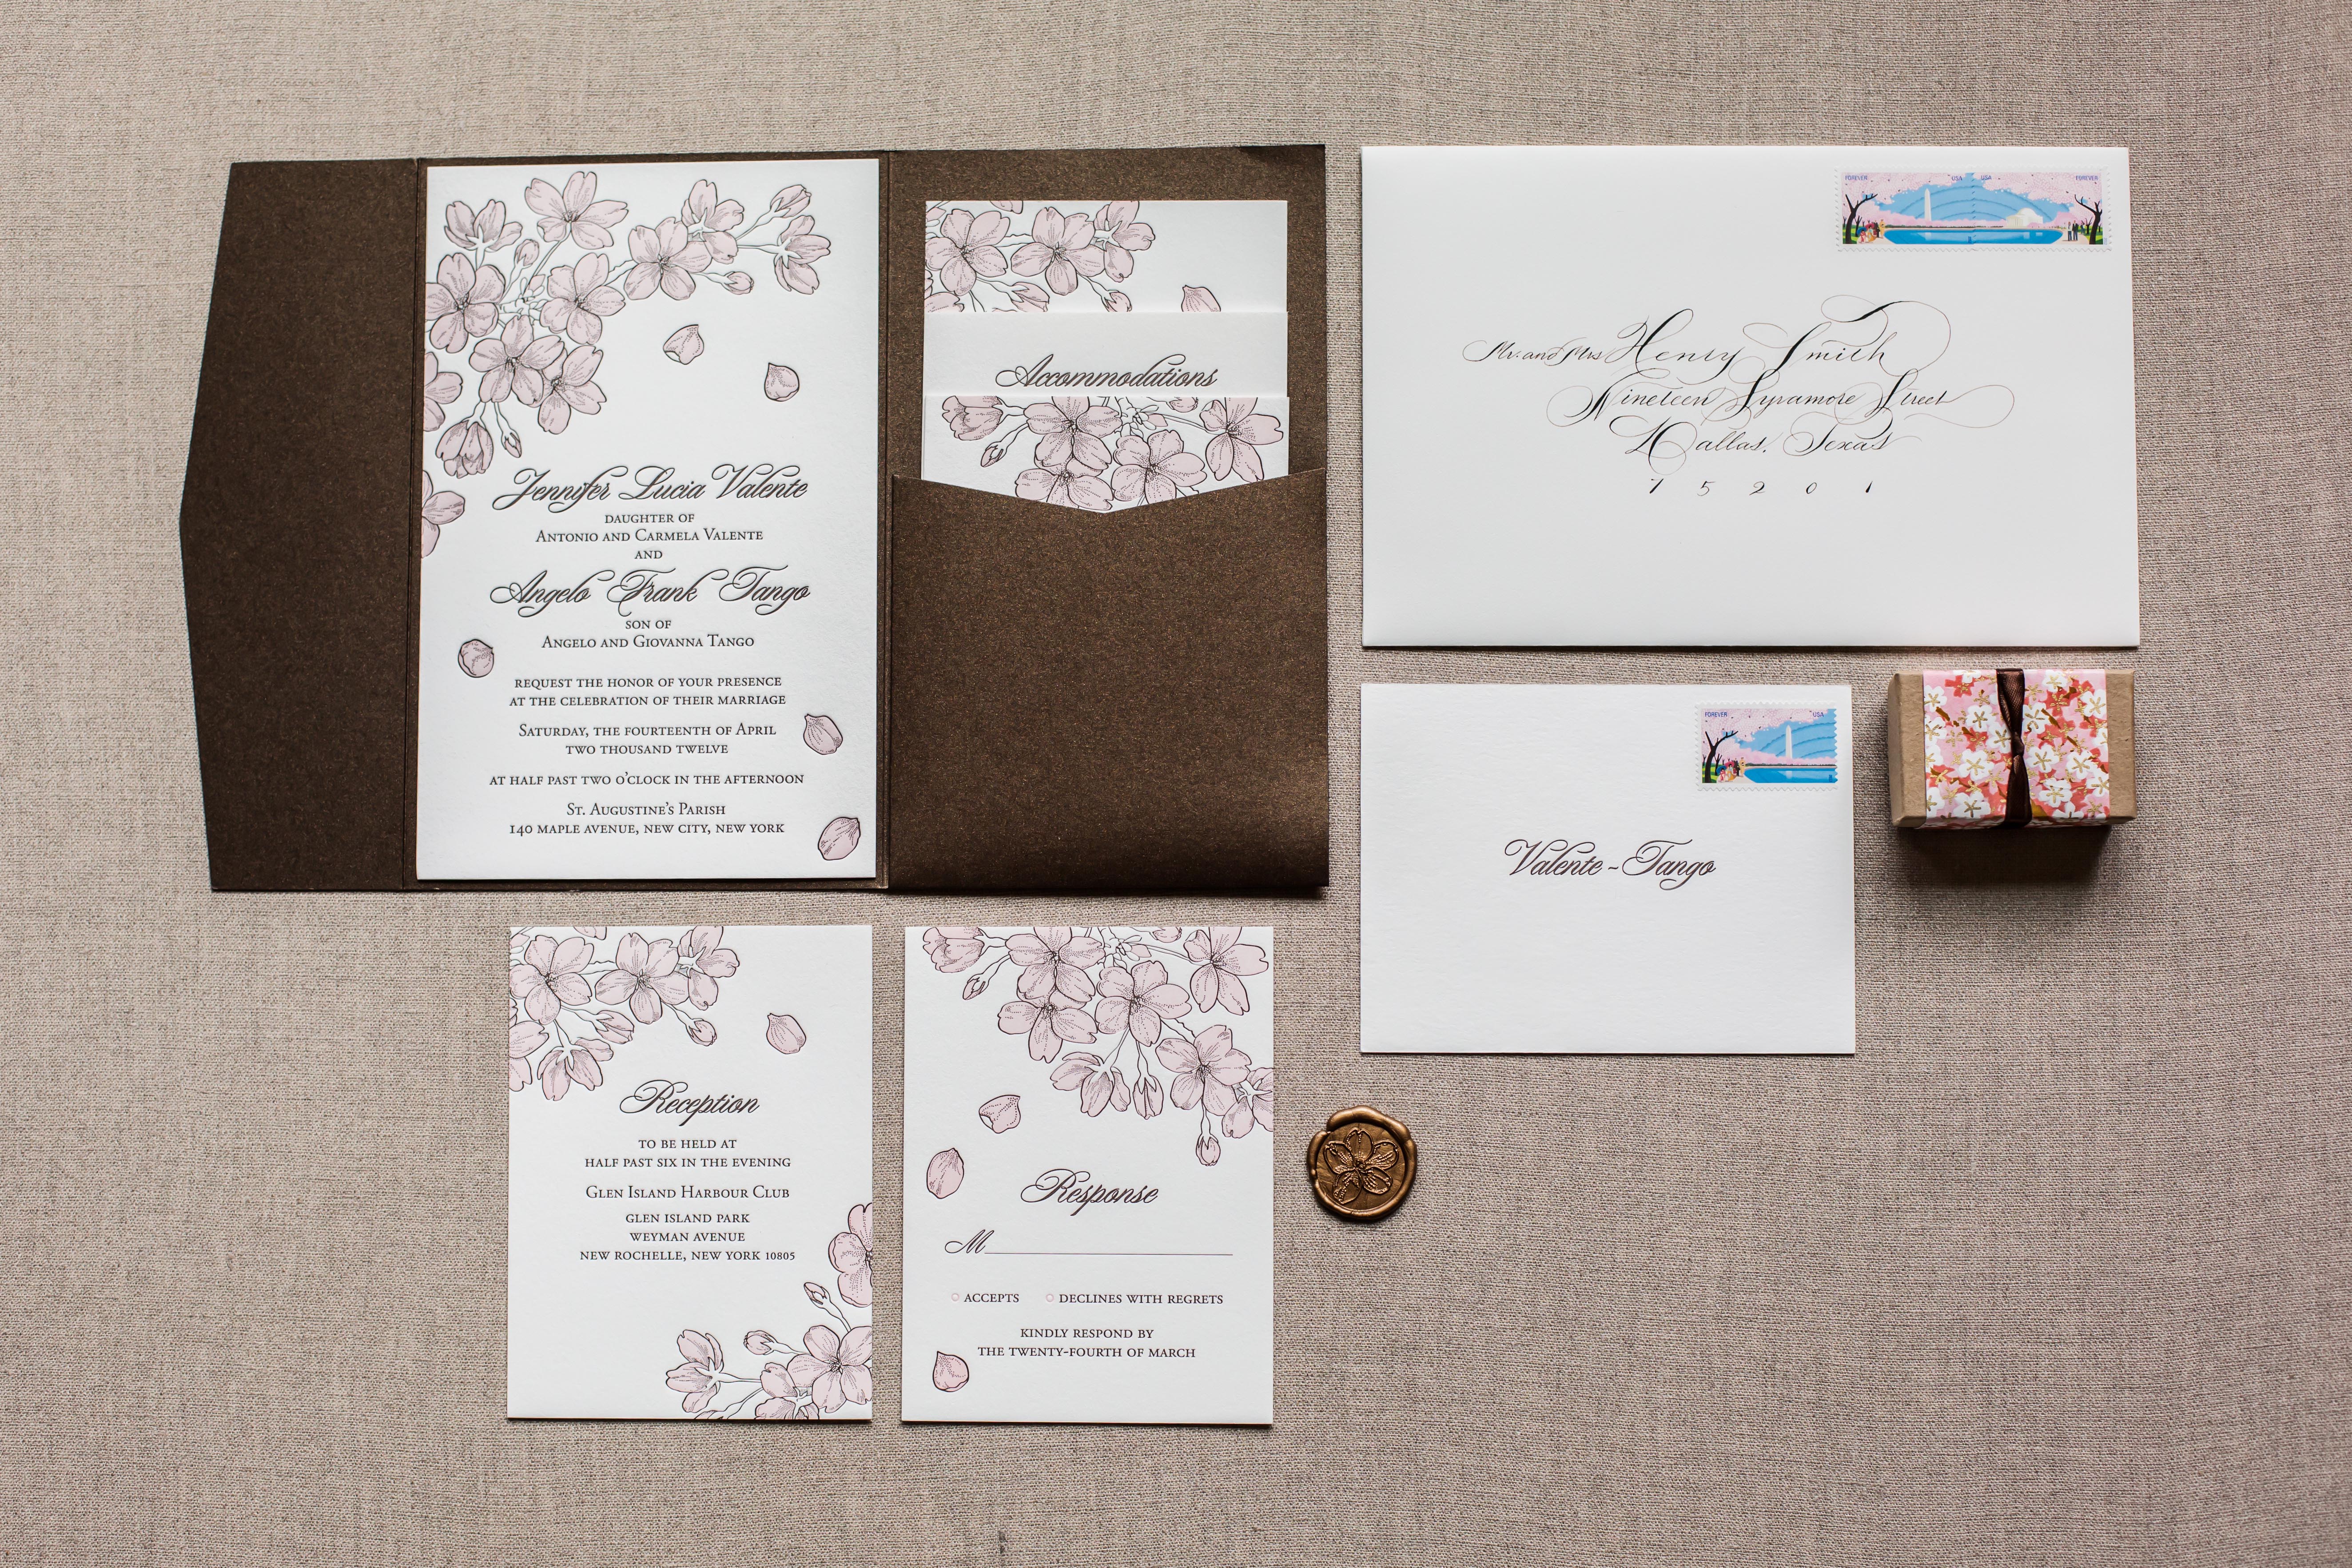 Jennifer Lucia Valente
DAUGHTER OF
ANTONIO AND CARMELA VALENTE
AND
Angelo Frank Tango
SON OF
ANGELO AND GIOVANNA TANGO
REQUEST THE HONOR OF YOUR PRESENCE
AT THE CELEBRATION OF THEIR MARRIAGE
SATURDAY, THE FOURTEENTH OF APRIL
TWO THOUSAND TWELVE
AT HALF PAST TWO O'CLOCK IN THE AFTERNOON
ST. AUGUSTINE'S PARISH
140 MAPLE AVENUE, NEW CITY, NEW YORK
Accommodations
FOREVER USA USA FOREVER
Mr. and Mrs Henry Smith
Nineteen Sycamore Street
Dallas, Texas
75201
FOREVER USA
Valente-Tango
Reception
TO BE HELD AT
HALF PAST SIX IN THE EVENING
GLEN ISLAND HARBOUR CLUB
GLEN ISLAND PARK
WEYMAN AVENUE
NEW ROCHELLE, NEW YORK 10805
Response
M
ACCEPTS DECLINES WITH REGRETS
KINDLY RESPOND BY
THE TWENTY-FOURTH OF MARCH